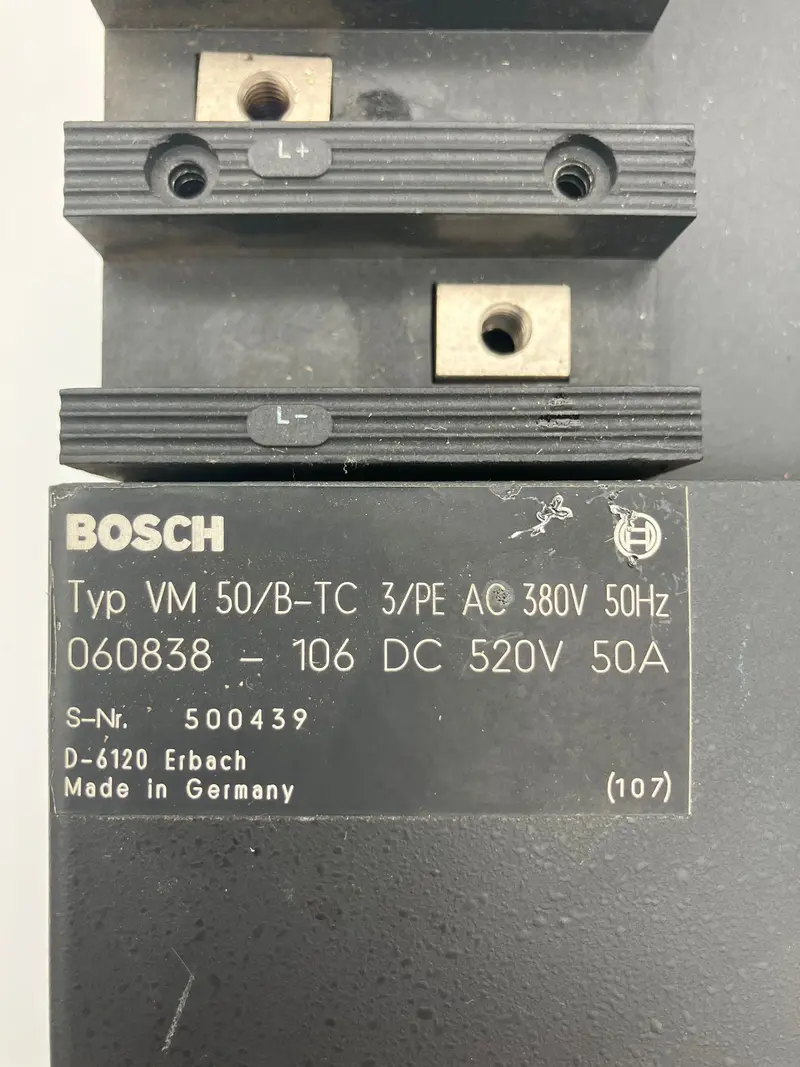 L+
L-
BOSCH
Typ VM 50/B-TC 3/PE AC 380V 50Hz
060838 - 106 DC 520V 50A
S-Nr. 500439
D-6120 Erbach
Made in Germany
(107)